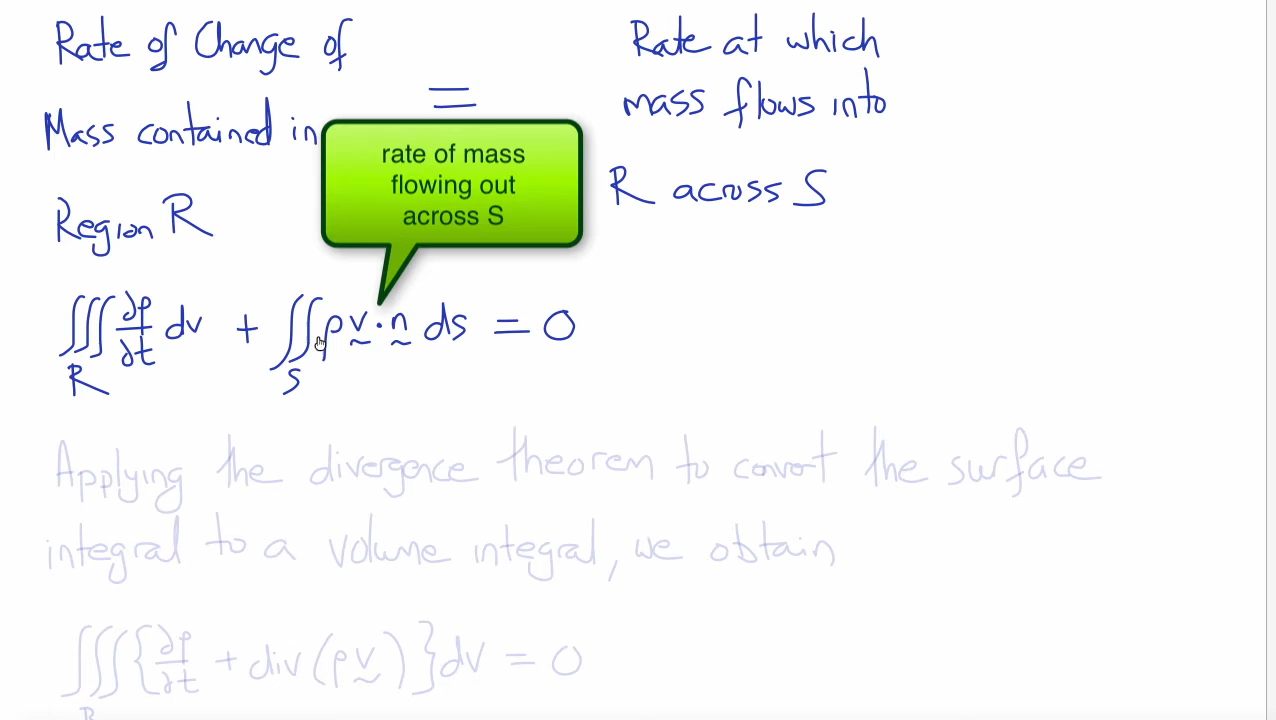 Rate of Change of
Mass contained in
Region R
=
Rate at which
mass flows into
R across S
rate of mass
flowing out
across S
∭_R ∂ρ/∂t dv + ∬_S ρ v̰ · n̰ ds = 0
Applying the divergence theorem to convert the surface
integral to a volume integral, we obtain
∭_R {∂ρ/∂t + div (ρ v̰)} dv = 0